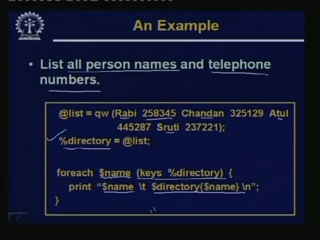 An Example
• List all person names and telephone
numbers.
@list = qw (Rabi 258345 Chandan 325129 Atul
445287 Sruti 237221);
%directory = @list;
foreach $name (keys %directory) {
print “$name \t $directory{$name} \n”;
}